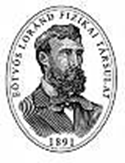 EÖTVÖS LORÁND FIZIKAI TÁRSULAT
1891